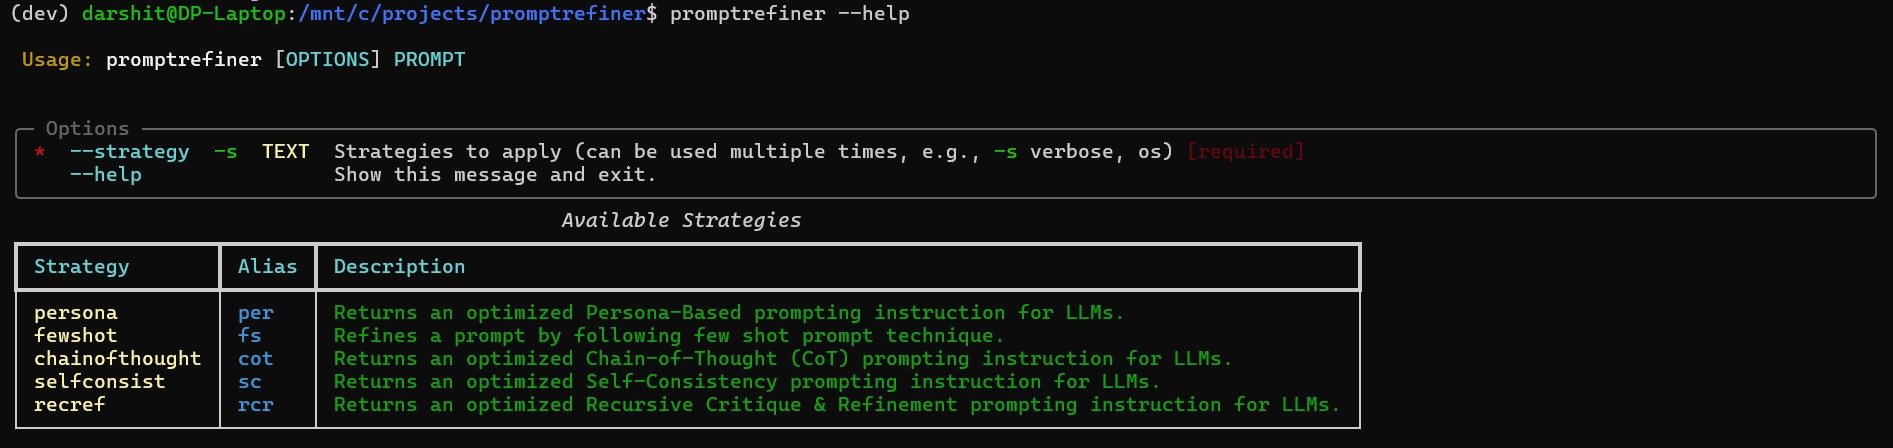 (dev) darshit@DP-Laptop:/mnt/c/projects/promptrefiner$ promptrefiner --help
Usage: promptrefiner [OPTIONS] PROMPT
Options
* --strategy -s TEXT Strategies to apply (can be used multiple times, e.g., -s verbose, os) [required]
--help Show this message and exit.
Available Strategies
Strategy Alias Description
persona per Returns an optimized Persona-Based prompting instruction for LLMs.
fewshot fs Refines a prompt by following few shot prompt technique.
chainofthought cot Returns an optimized Chain-of-Thought (CoT) prompting instruction for LLMs.
selfconsist sc Returns an optimized Self-Consistency prompting instruction for LLMs.
recref rcr Returns an optimized Recursive Critique & Refinement prompting instruction for LLMs.